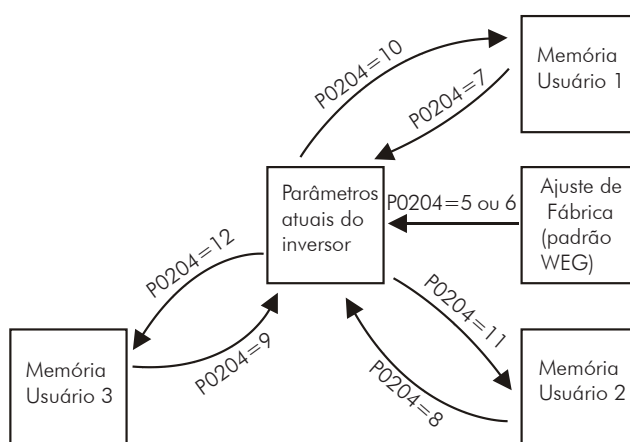 P0204=10
P0204=7
Memória
Usuário 1
Parâmetros
atuais do
inversor
P0204=5 ou 6
Ajuste de
Fábrica
(padrão
WEG)
P0204=12
P0204=9
P0204=11
P0204=8
Memória
Usuário 3
Memória
Usuário 2